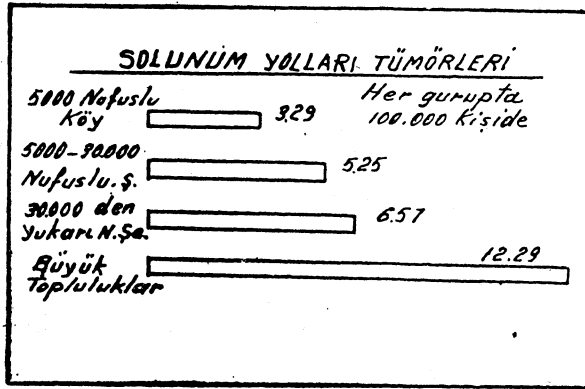 SOLUNUM YOLLARI TÜMÖRLERİ
Her gurupta
100.000 Kişide
5000 Nofuslu
Köy
3.29
5000-30.000
Nufuslu.Ş.
5.25
30.000 den
Yukarı N.Şe.
6.57
Büyük
Topluluklar
12.29